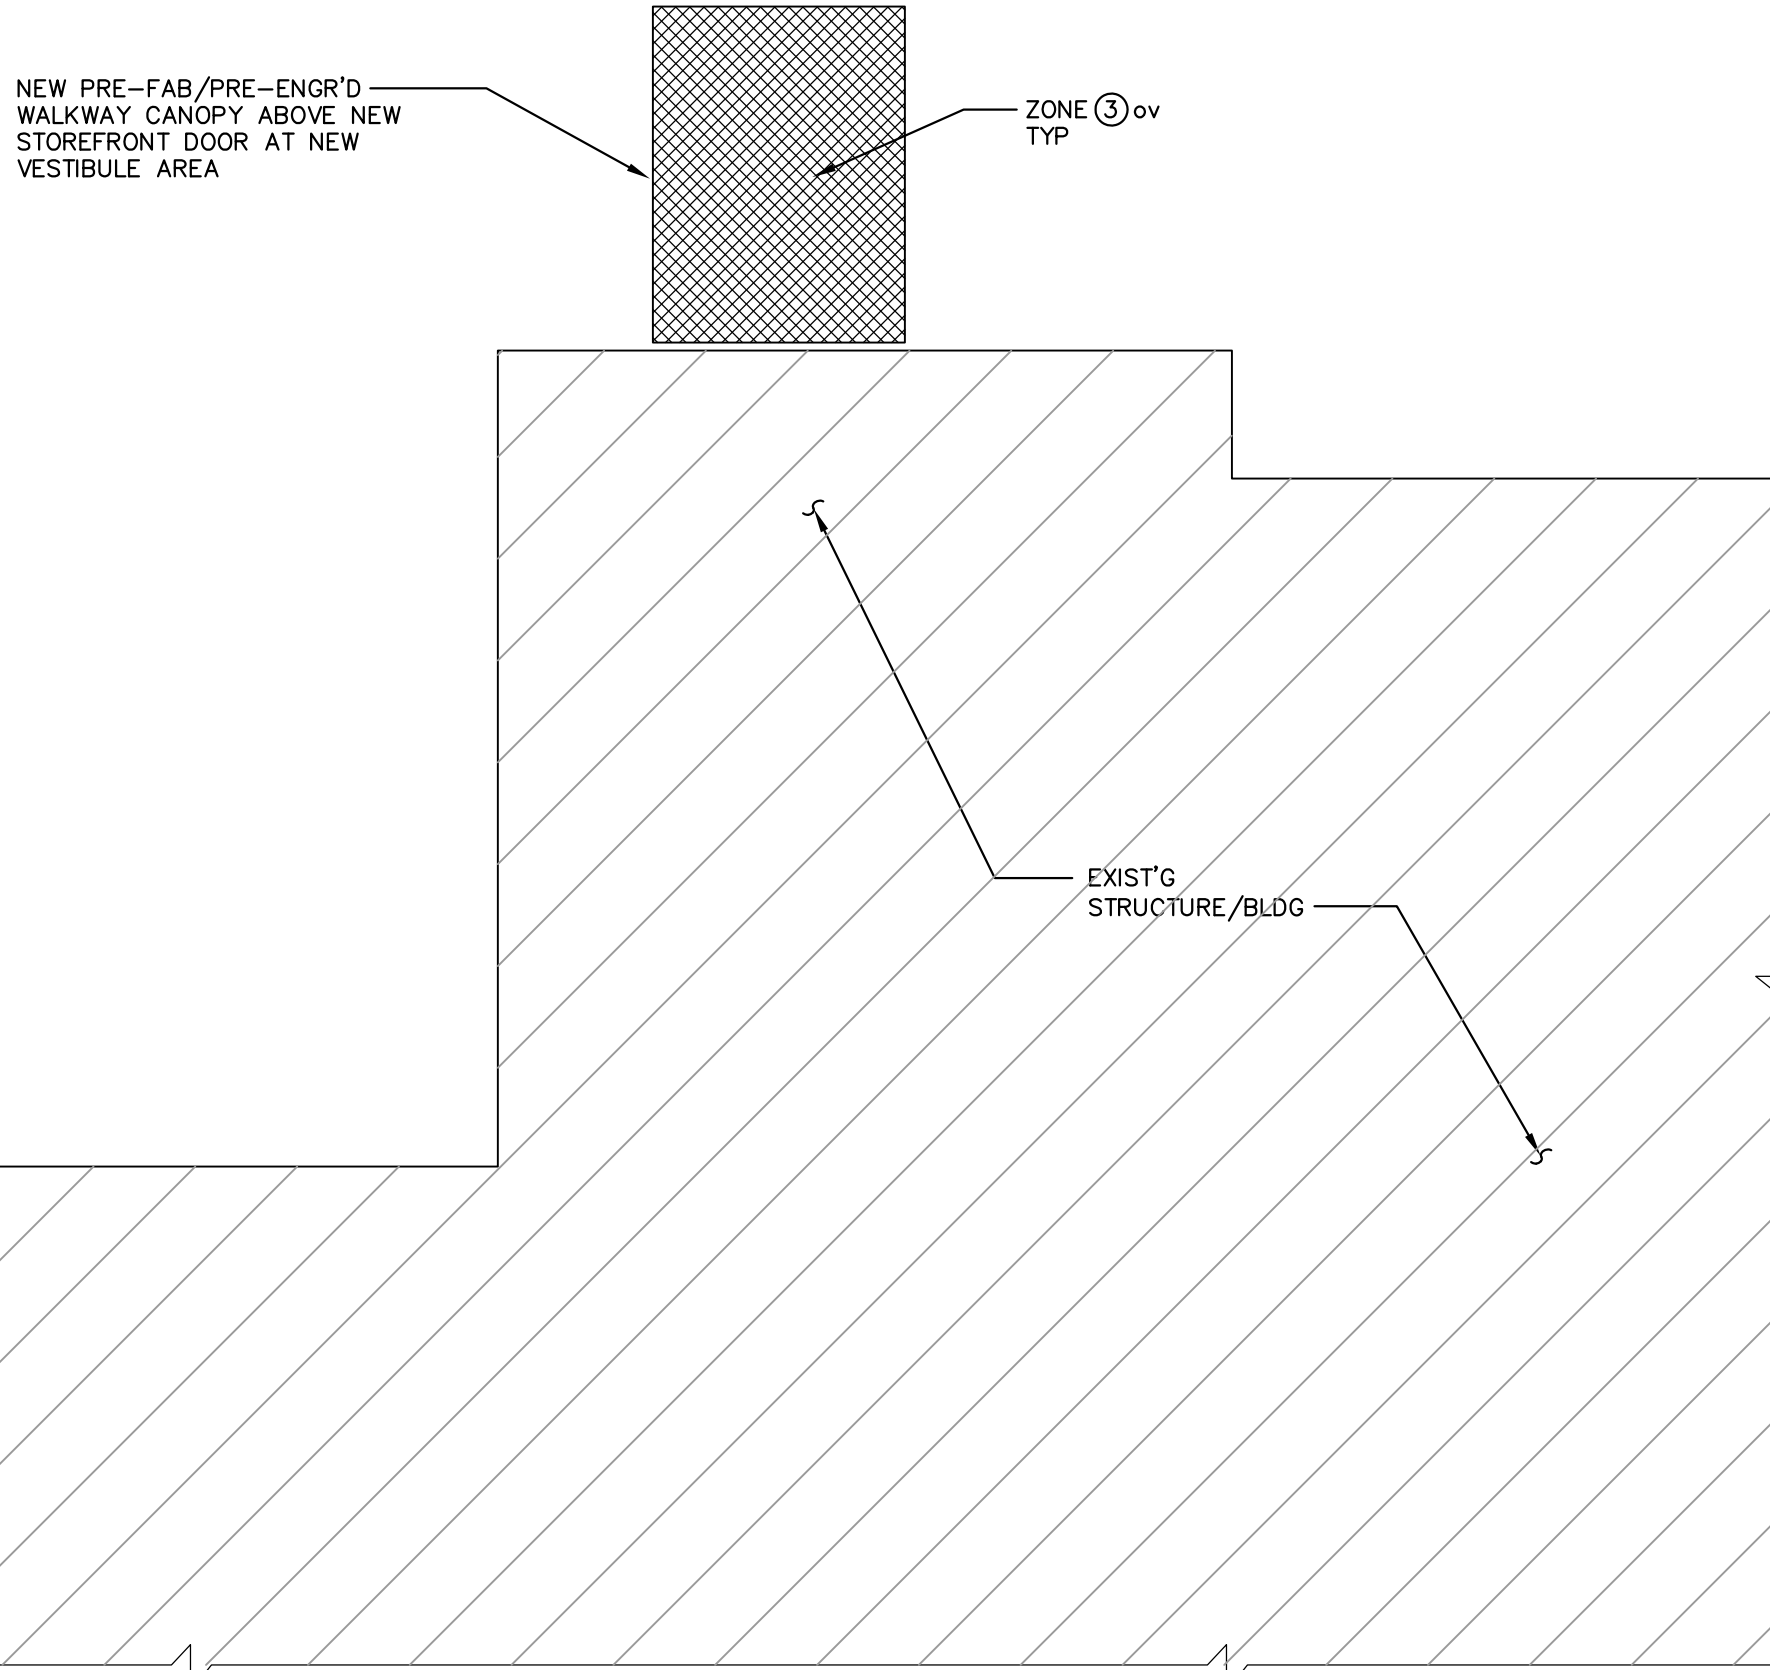 NEW PRE-FAB/PRE-ENGR'D
WALKWAY CANOPY ABOVE NEW
STOREFRONT DOOR AT NEW
VESTIBULE AREA
ZONE 3 ov
TYP
EXIST'G
STRUCTURE/BLDG